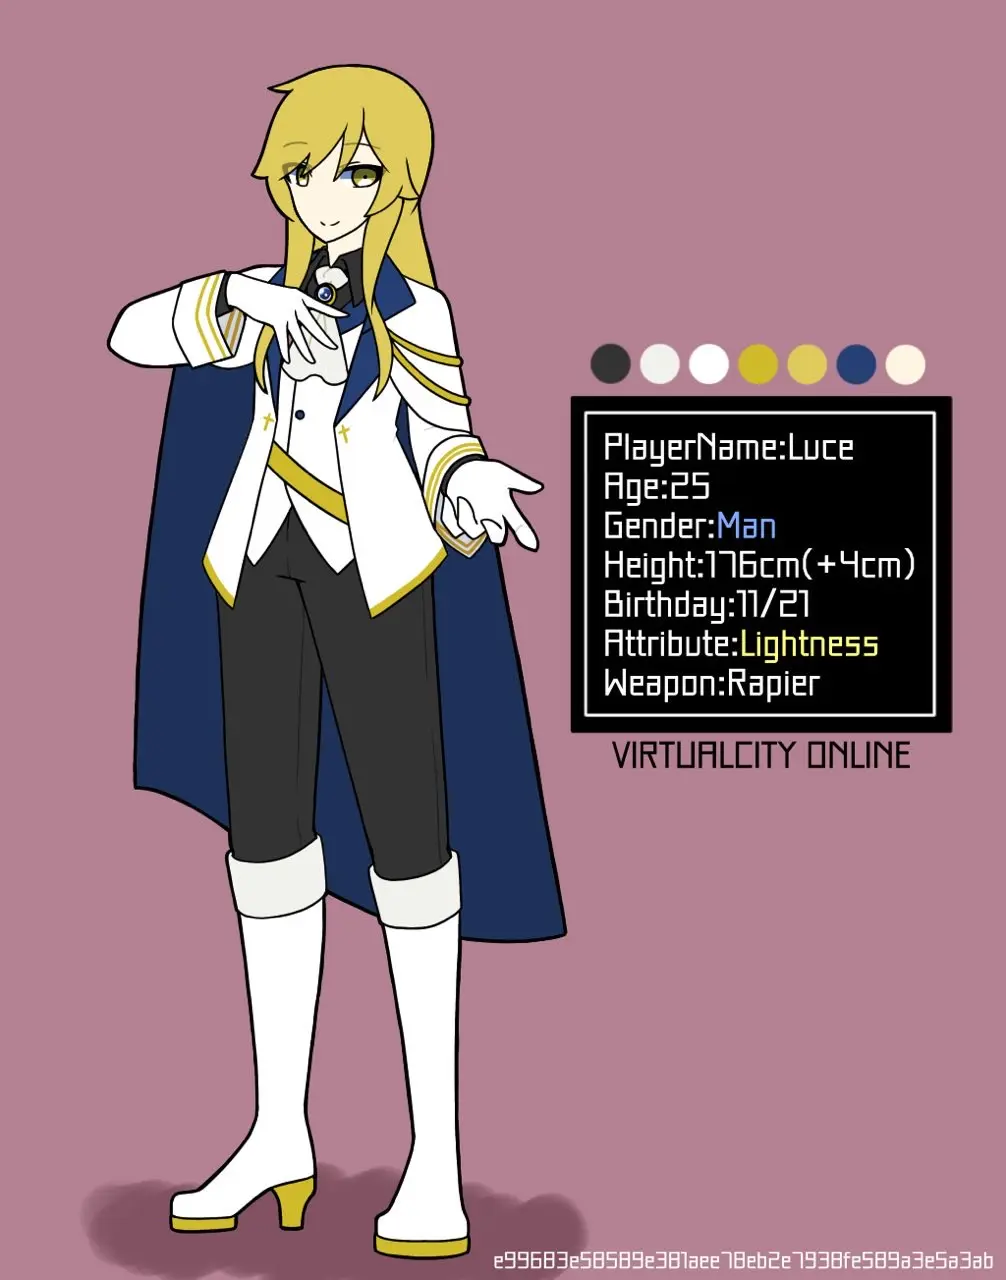 PlayerName:Luce
Age:25
Gender:Man
Height:176cm(+4cm)
Birthday:11/21
Attribute:Lightness
Weapon:Rapier
VIRTUALCITY ONLINE
e99683e58589e381aee78eb2e7938fe589a3e5a3ab